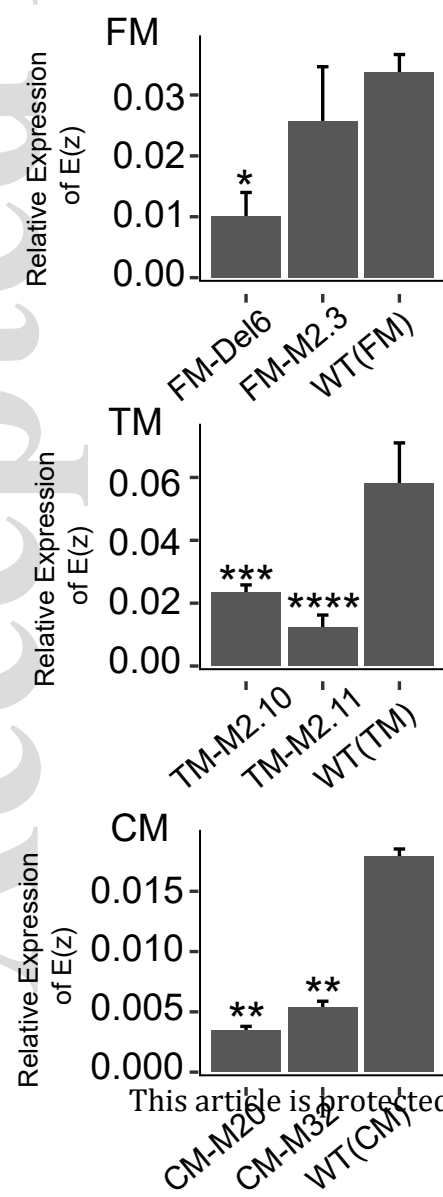 FM
Relative Expression
of E(z)
0.03
0.02
0.01
0.00
*
FM-Del6
FM-M2.3
WT(FM)
TM
Relative Expression
of E(z)
0.06
0.04
0.02
0.00
***
****
TM-M2.10
TM-M2.11
WT(TM)
CM
Relative Expression
of E(z)
0.015
0.010
0.005
0.000
**
**
This article is protected
CM-M20
CM-M32
WT(CM)
Accepted